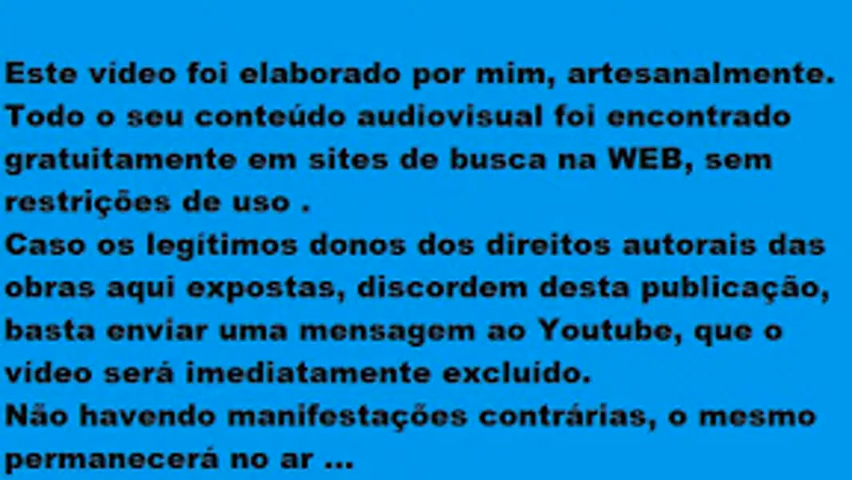 Este vídeo foi elaborado por mim, artesanalmente.
Todo o seu conteúdo audiovisual foi encontrado
gratuitamente em sites de busca na WEB, sem
restrições de uso .
Caso os legítimos donos dos direitos autorais das
obras aqui expostas, discordem desta publicação,
basta enviar uma mensagem ao Youtube, que o
vídeo será imediatamente excluído.
Não havendo manifestações contrárias, o mesmo
permanecerá no ar ...